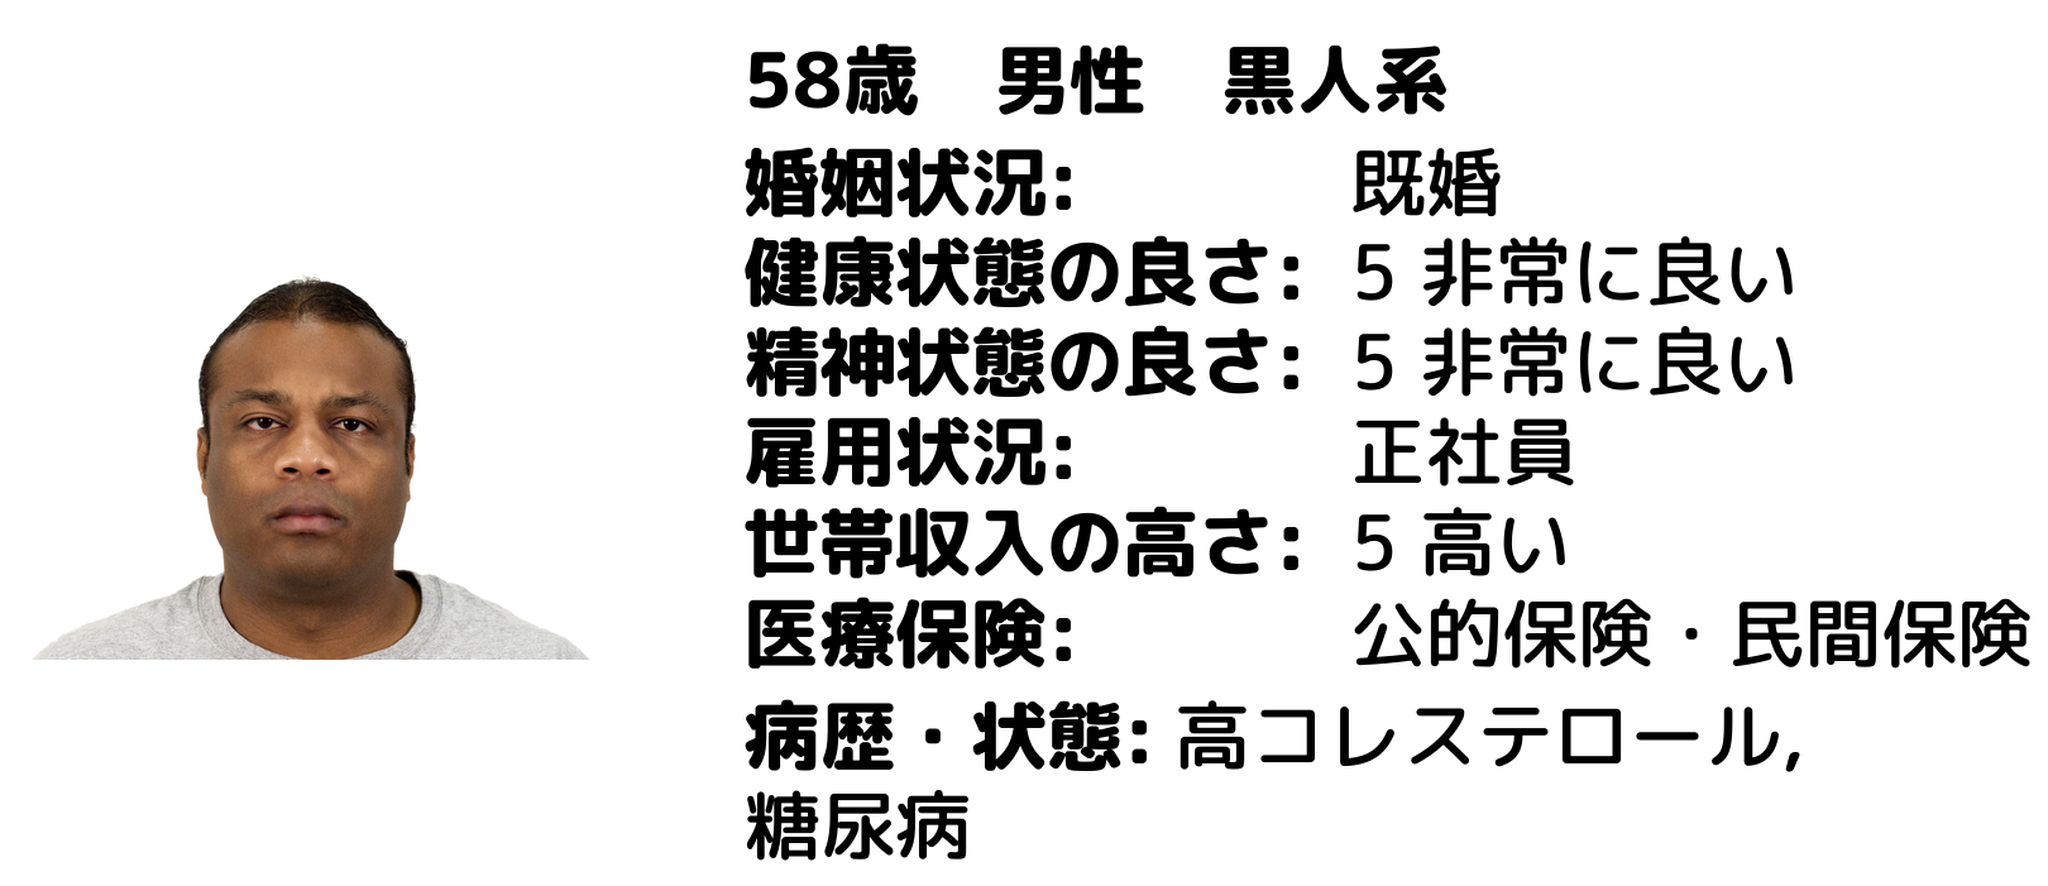 58歳　男性　黒人系
婚姻状況: 既婚
健康状態の良さ: 5 非常に良い
精神状態の良さ: 5 非常に良い
雇用状況: 正社員
世帯収入の高さ: 5 高い
医療保険: 公的保険・民間保険
病歴・状態: 高コレステロール,
糖尿病